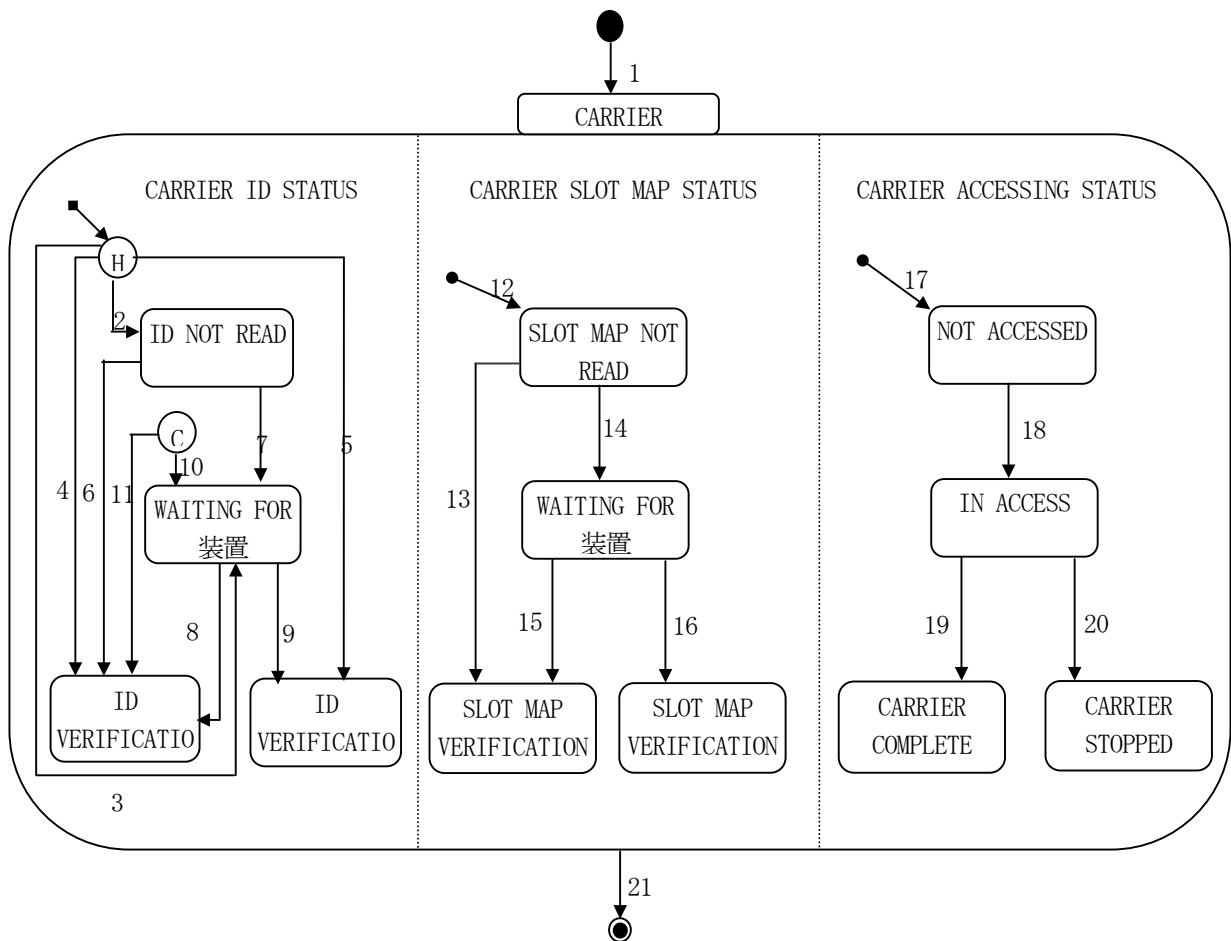 1
CARRIER
CARRIER ID STATUS
CARRIER SLOT MAP STATUS
CARRIER ACCESSING STATUS
H
2
ID NOT READ
12
SLOT MAP NOT
READ
17
NOT ACCESSED
C
7
5
10
4
6
11
WAITING FOR
装置
14
13
WAITING FOR
装置
18
IN ACCESS
8
9
15
16
19
20
ID
VERIFICATIO
ID
VERIFICATIO
SLOT MAP
VERIFICATION
SLOT MAP
VERIFICATION
CARRIER
COMPLETE
CARRIER
STOPPED
3
21